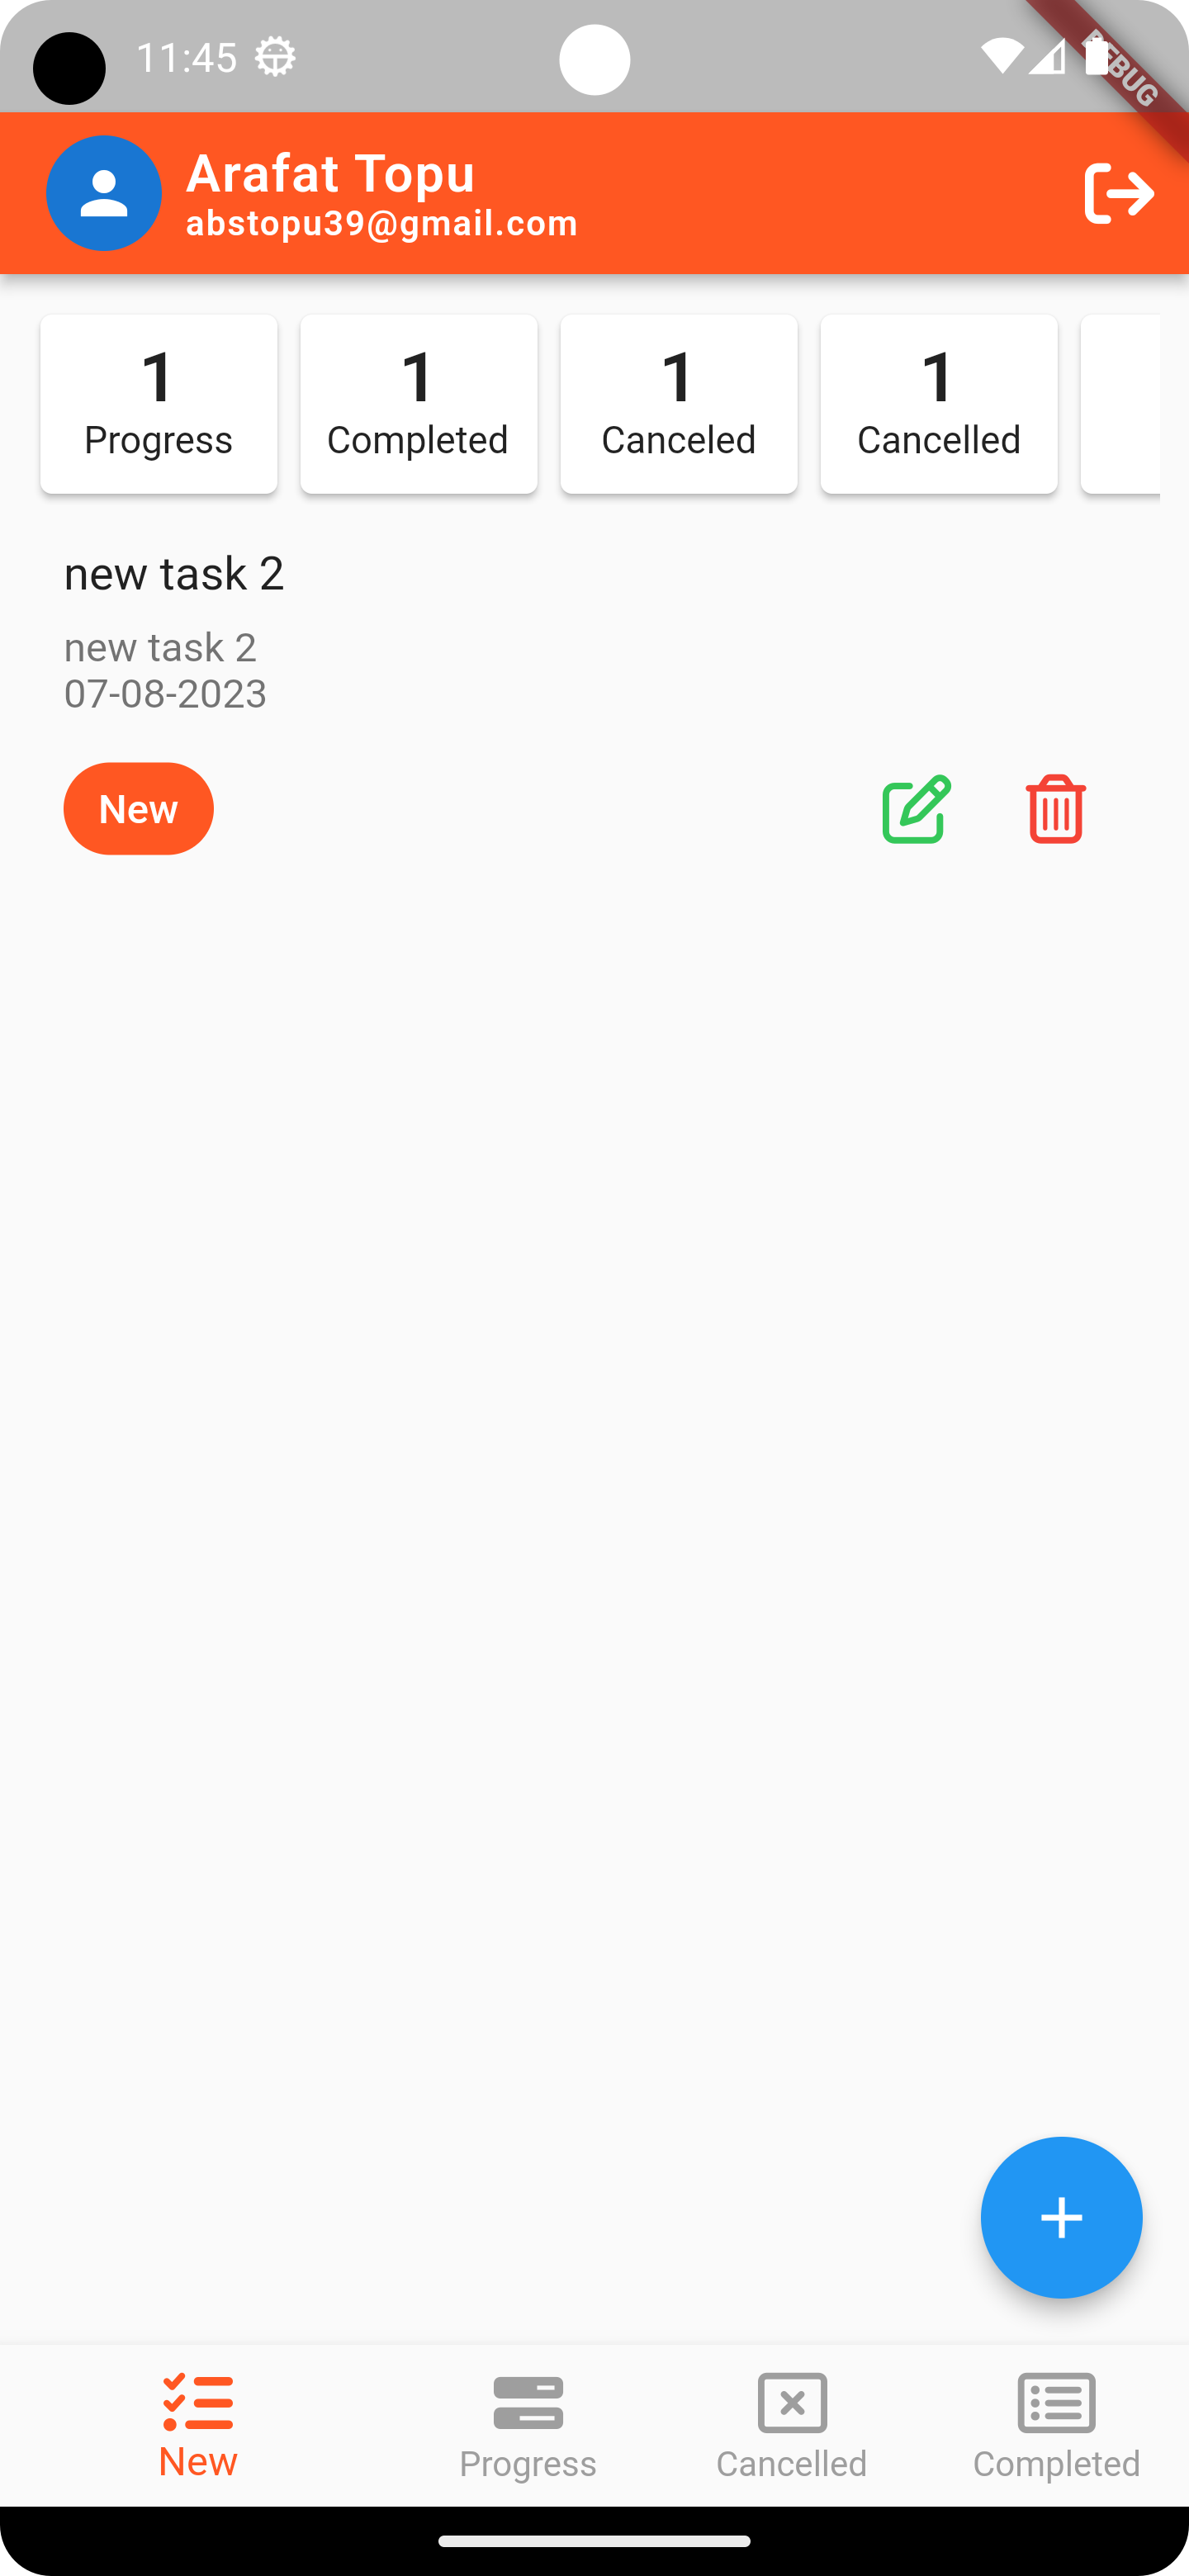 11:45
DEBUG
Arafat Topu
abstopu39@gmail.com
1
Progress
1
Completed
1
Canceled
1
Cancelled
new task 2
new task 2
07-08-2023
New
New
Progress
Cancelled
Completed